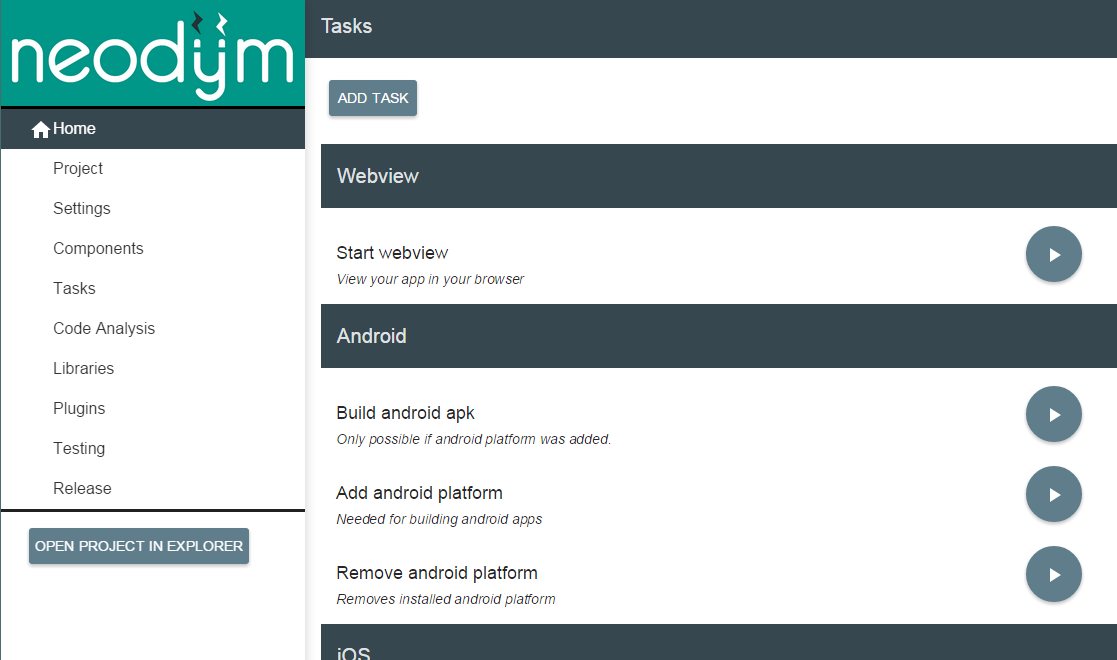 neodym
Home
Project
Settings
Components
Tasks
Code Analysis
Libraries
Plugins
Testing
Release
OPEN PROJECT IN EXPLORER
Tasks
ADD TASK
Webview
Start webview
View your app in your browser
Android
Build android apk
Only possible if android platform was added.
Add android platform
Needed for building android apps
Remove android platform
Removes installed android platform
iOS